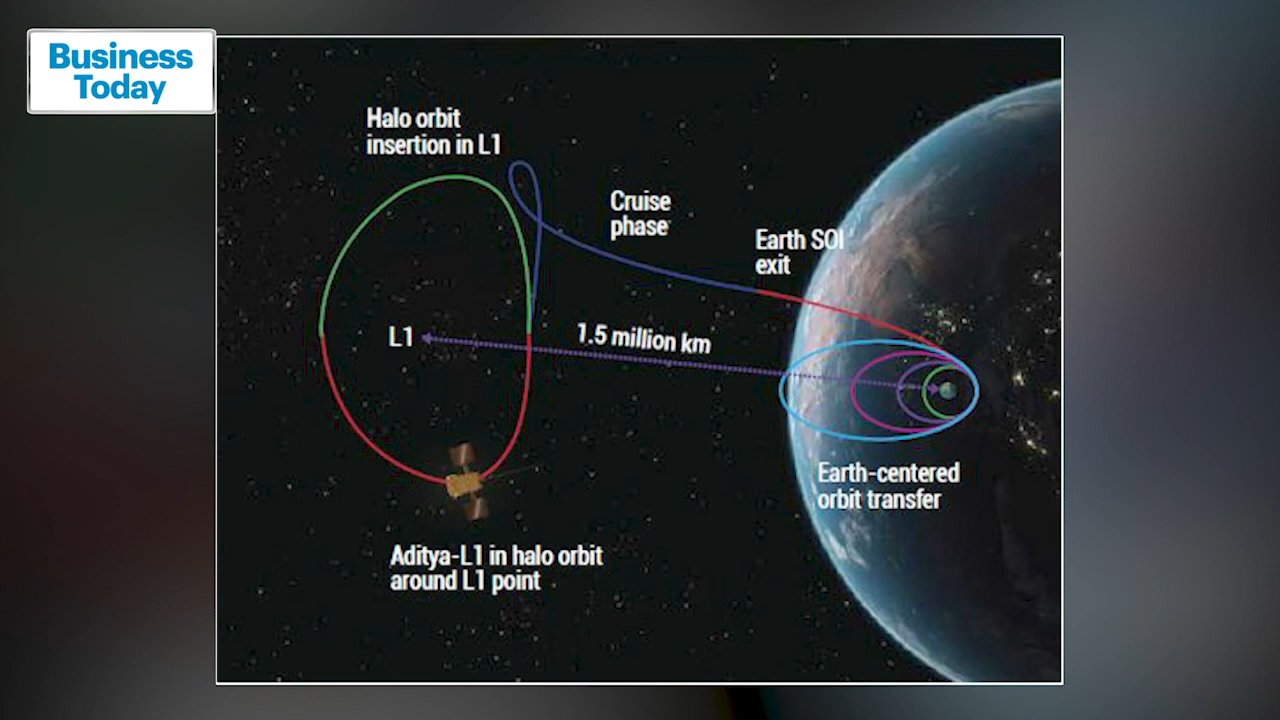 Business
Today
Halo orbit
insertion in L1
Cruise
phase
Earth SOI
exit
L1
1.5 million km
Earth-centered
orbit transfer
Aditya-L1 in halo orbit
around L1 point